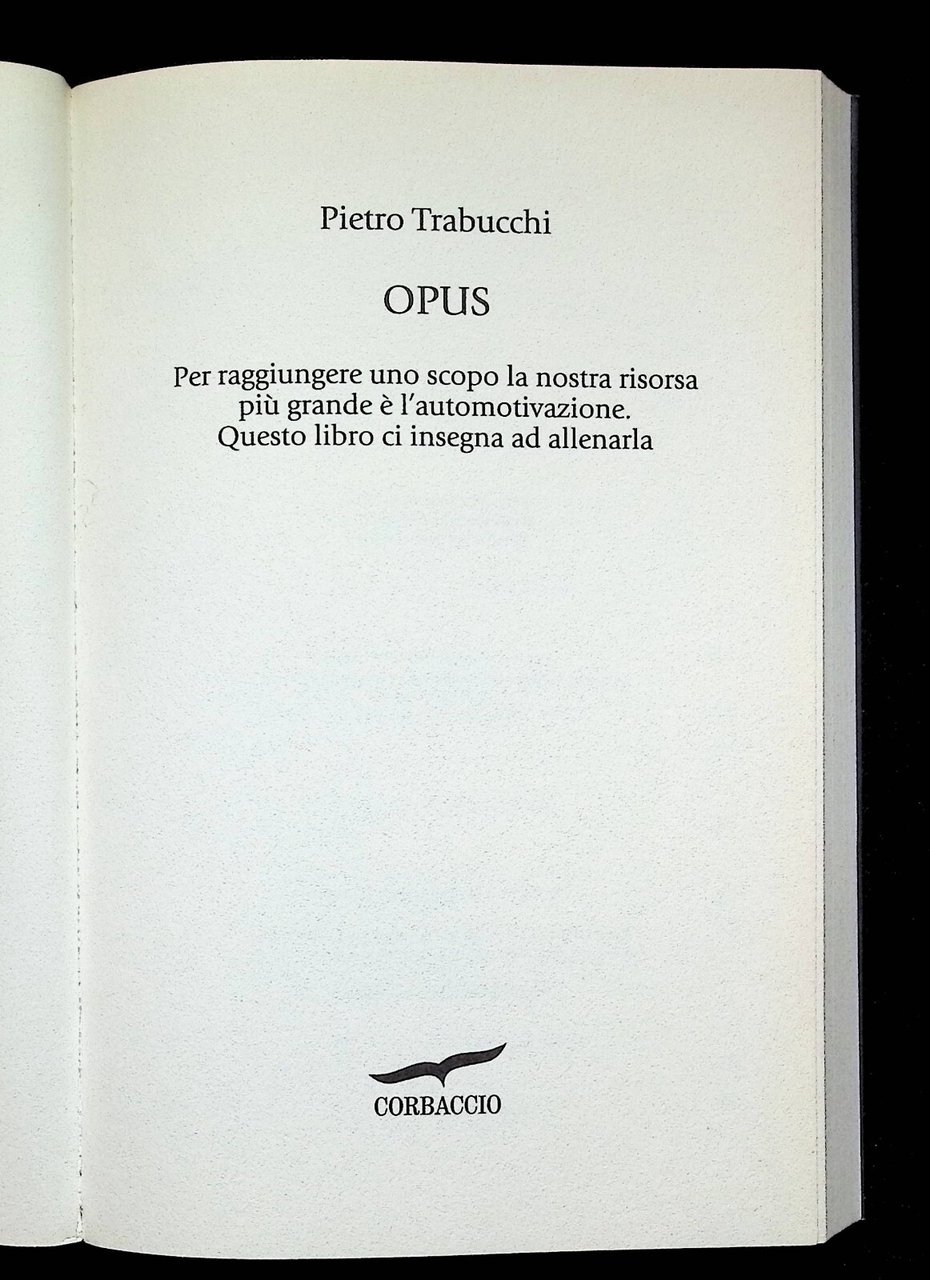 Pietro Trabucchi
OPUS
Per raggiungere uno scopo la nostra risorsa
più grande è l'automotivazione.
Questo libro ci insegna ad allenarla
CORBACCIO